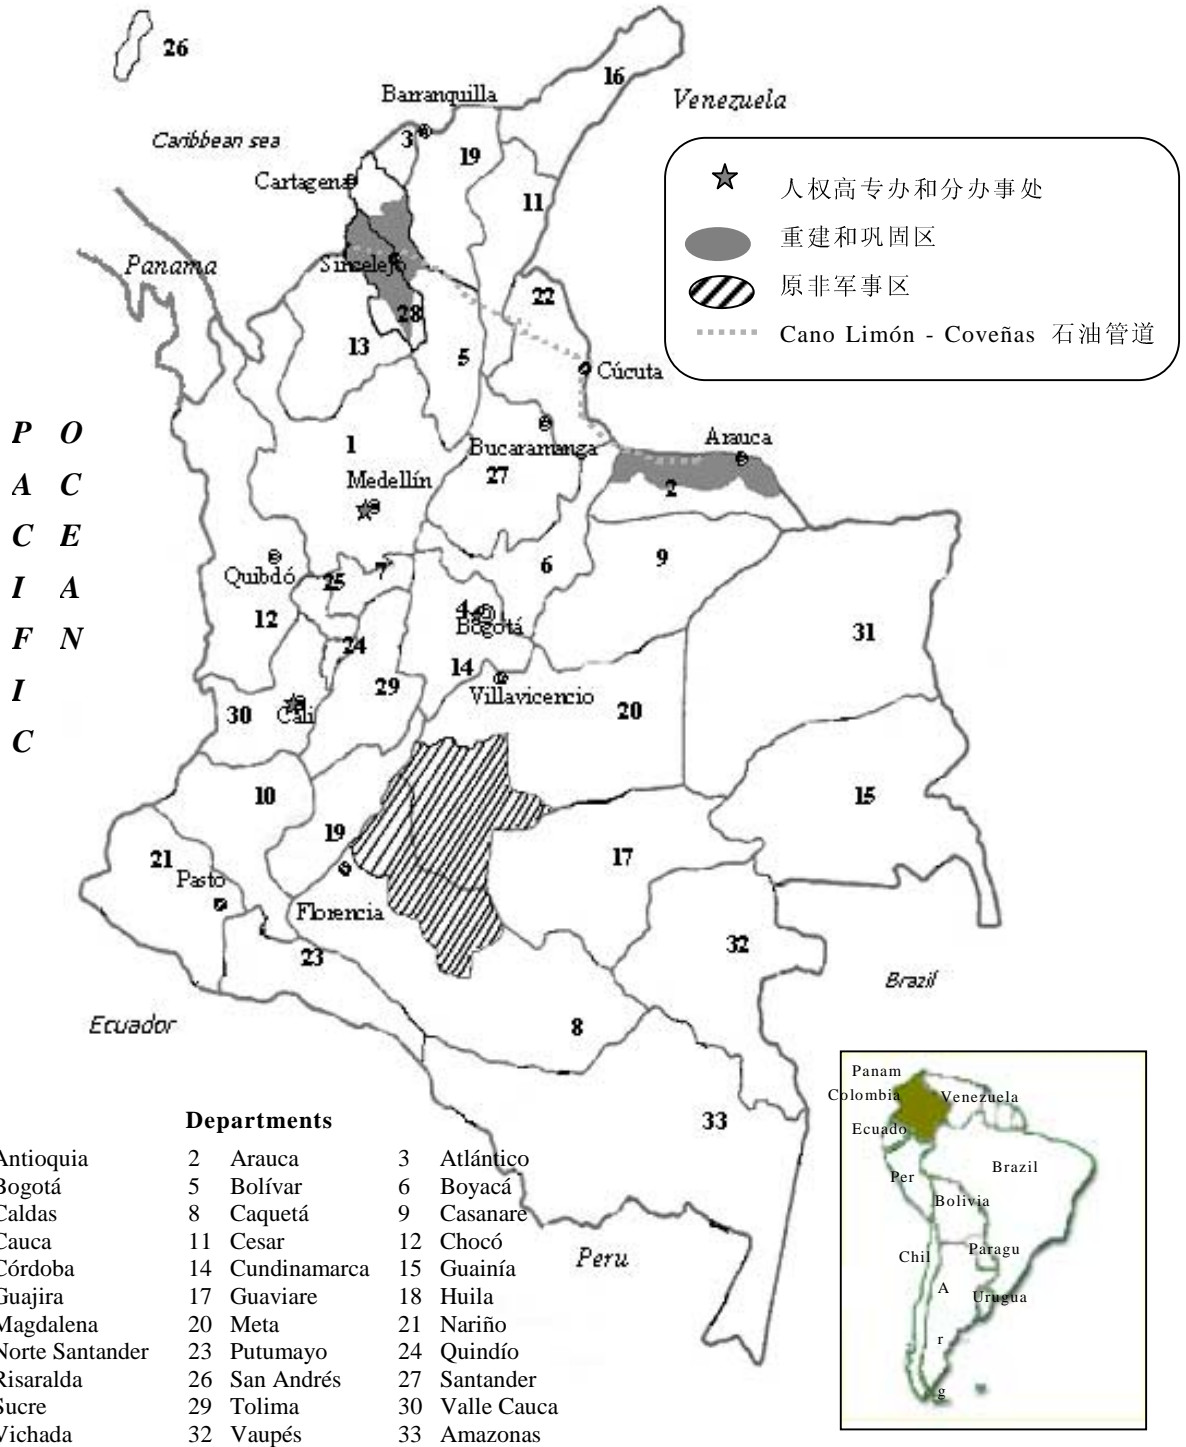 26
16
Barranquilla
Venezuela
Caribbean sea
3
19
Cartagena
11
人权高专办和分办事处
重建和巩固区
原非军事区
Cano Limón - Coveñas 石油管道
Panama
Sincelejo
22
28
13
5
Cúcuta
P O
A C
C E
I A
F N
I
C
1
Bucaramanga
Arauca
27
Medellín
2
Quibdó
25
7
6
9
12
4
Bogotá
31
24
14
29
Villavicencio
30
Cali
20
10
15
19
21
17
Pasto
Florencia
32
23
Brazil
Ecuador
8
33
Peru
Departments
Antioquia 2 Arauca 3 Atlántico
Bogotá 5 Bolívar 6 Boyacá
Caldas 8 Caquetá 9 Casanare
Cauca 11 Cesar 12 Chocó
Córdoba 14 Cundinamarca 15 Guainía
Guajira 17 Guaviare 18 Huila
Magdalena 20 Meta 21 Nariño
Norte Santander 23 Putumayo 24 Quindío
Risaralda 26 San Andrés 27 Santander
Sucre 29 Tolima 30 Valle Cauca
Vichada 32 Vaupés 33 Amazonas
Panam
Colombia
Venezuela
Ecuado
Per
Brazil
Bolivia
Chil
Paragu
A
Urugua
r
g